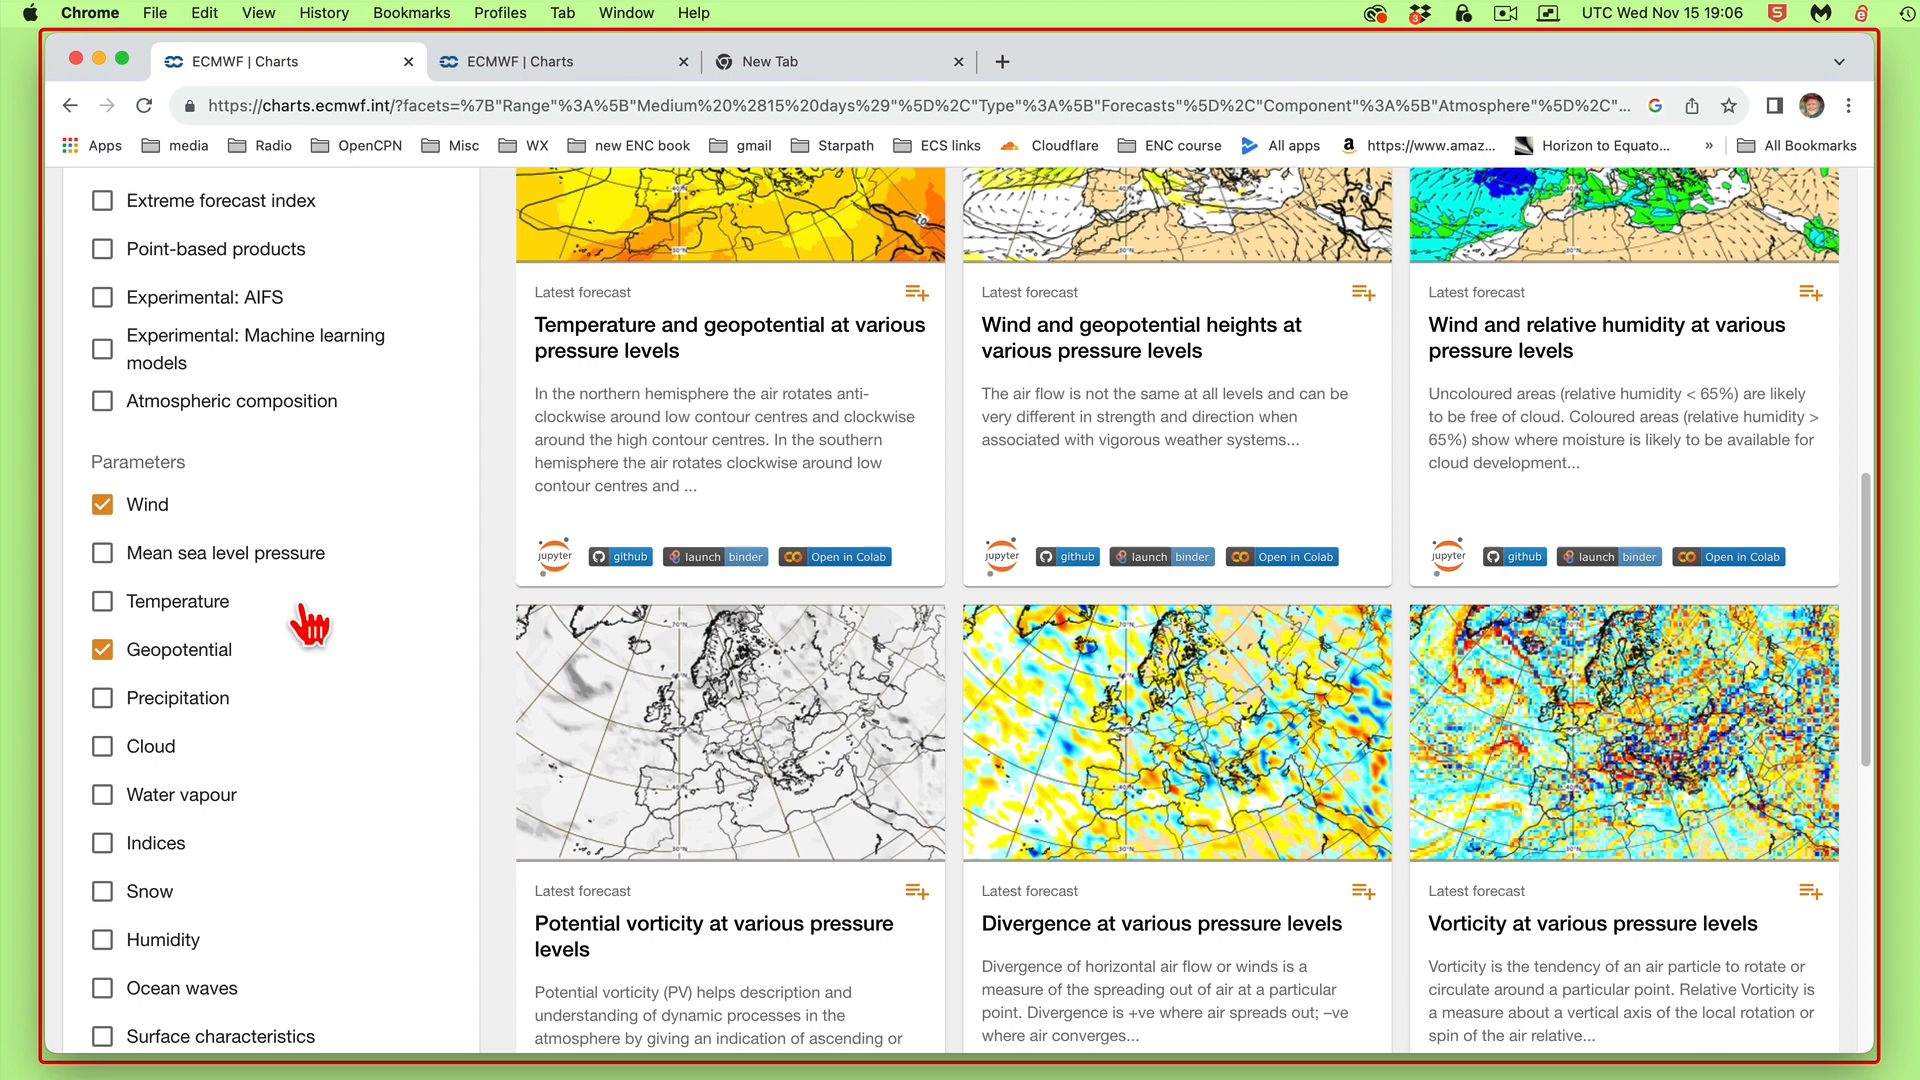 Chrome File Edit View History Bookmarks Profiles Tab Window Help 3 UTC Wed Nov 15 19:06
ECMWF | Charts ECMWF | Charts New Tab
https://charts.ecmwf.int/?facets=%7B"Range"%3A%5B"Medium%20%2815%20days%29"%5D%2C"Type"%3A%5B"Forecasts"%5D%2C"Component"%3A%5B"Atmosphere"%5D%2C"...
Apps media Radio OpenCPN Misc WX new ENC book gmail Starpath ECS links Cloudflare ENC course All apps https://www.amaz... Horizon to Equato... » All Bookmarks
Extreme forecast index
Point-based products
Experimental: AIFS
Experimental: Machine learning
models
Atmospheric composition
Parameters
Wind
Mean sea level pressure
Temperature
Geopotential
Precipitation
Cloud
Water vapour
Indices
Snow
Humidity
Ocean waves
Surface characteristics
Latest forecast
Temperature and geopotential at various
pressure levels
In the northern hemisphere the air rotates anti-
clockwise around low contour centres and clockwise
around the high contour centres. In the southern
hemisphere the air rotates clockwise around low
contour centres and ...
jupyter github launch binder Open in Colab
Latest forecast
Wind and geopotential heights at
various pressure levels
The air flow is not the same at all levels and can be
very different in strength and direction when
associated with vigorous weather systems...
jupyter github launch binder Open in Colab
Latest forecast
Wind and relative humidity at various
pressure levels
Uncoloured areas (relative humidity < 65%) are likely
to be free of cloud. Coloured areas (relative humidity >
65%) show where moisture is likely to be available for
cloud development...
jupyter github launch binder Open in Colab
Latest forecast
Potential vorticity at various pressure
levels
Potential vorticity (PV) helps description and
understanding of dynamic processes in the
atmosphere by giving an indication of ascending or
Latest forecast
Divergence at various pressure levels
Divergence of horizontal air flow or winds is a
measure of the spreading out of air at a particular
point. Divergence is +ve where air spreads out; –ve
where air converges...
Latest forecast
Vorticity at various pressure levels
Vorticity is the tendency of an air particle to rotate or
circulate around a particular point. Relative Vorticity is
a measure about a vertical axis of the local rotation or
spin of the air relative...